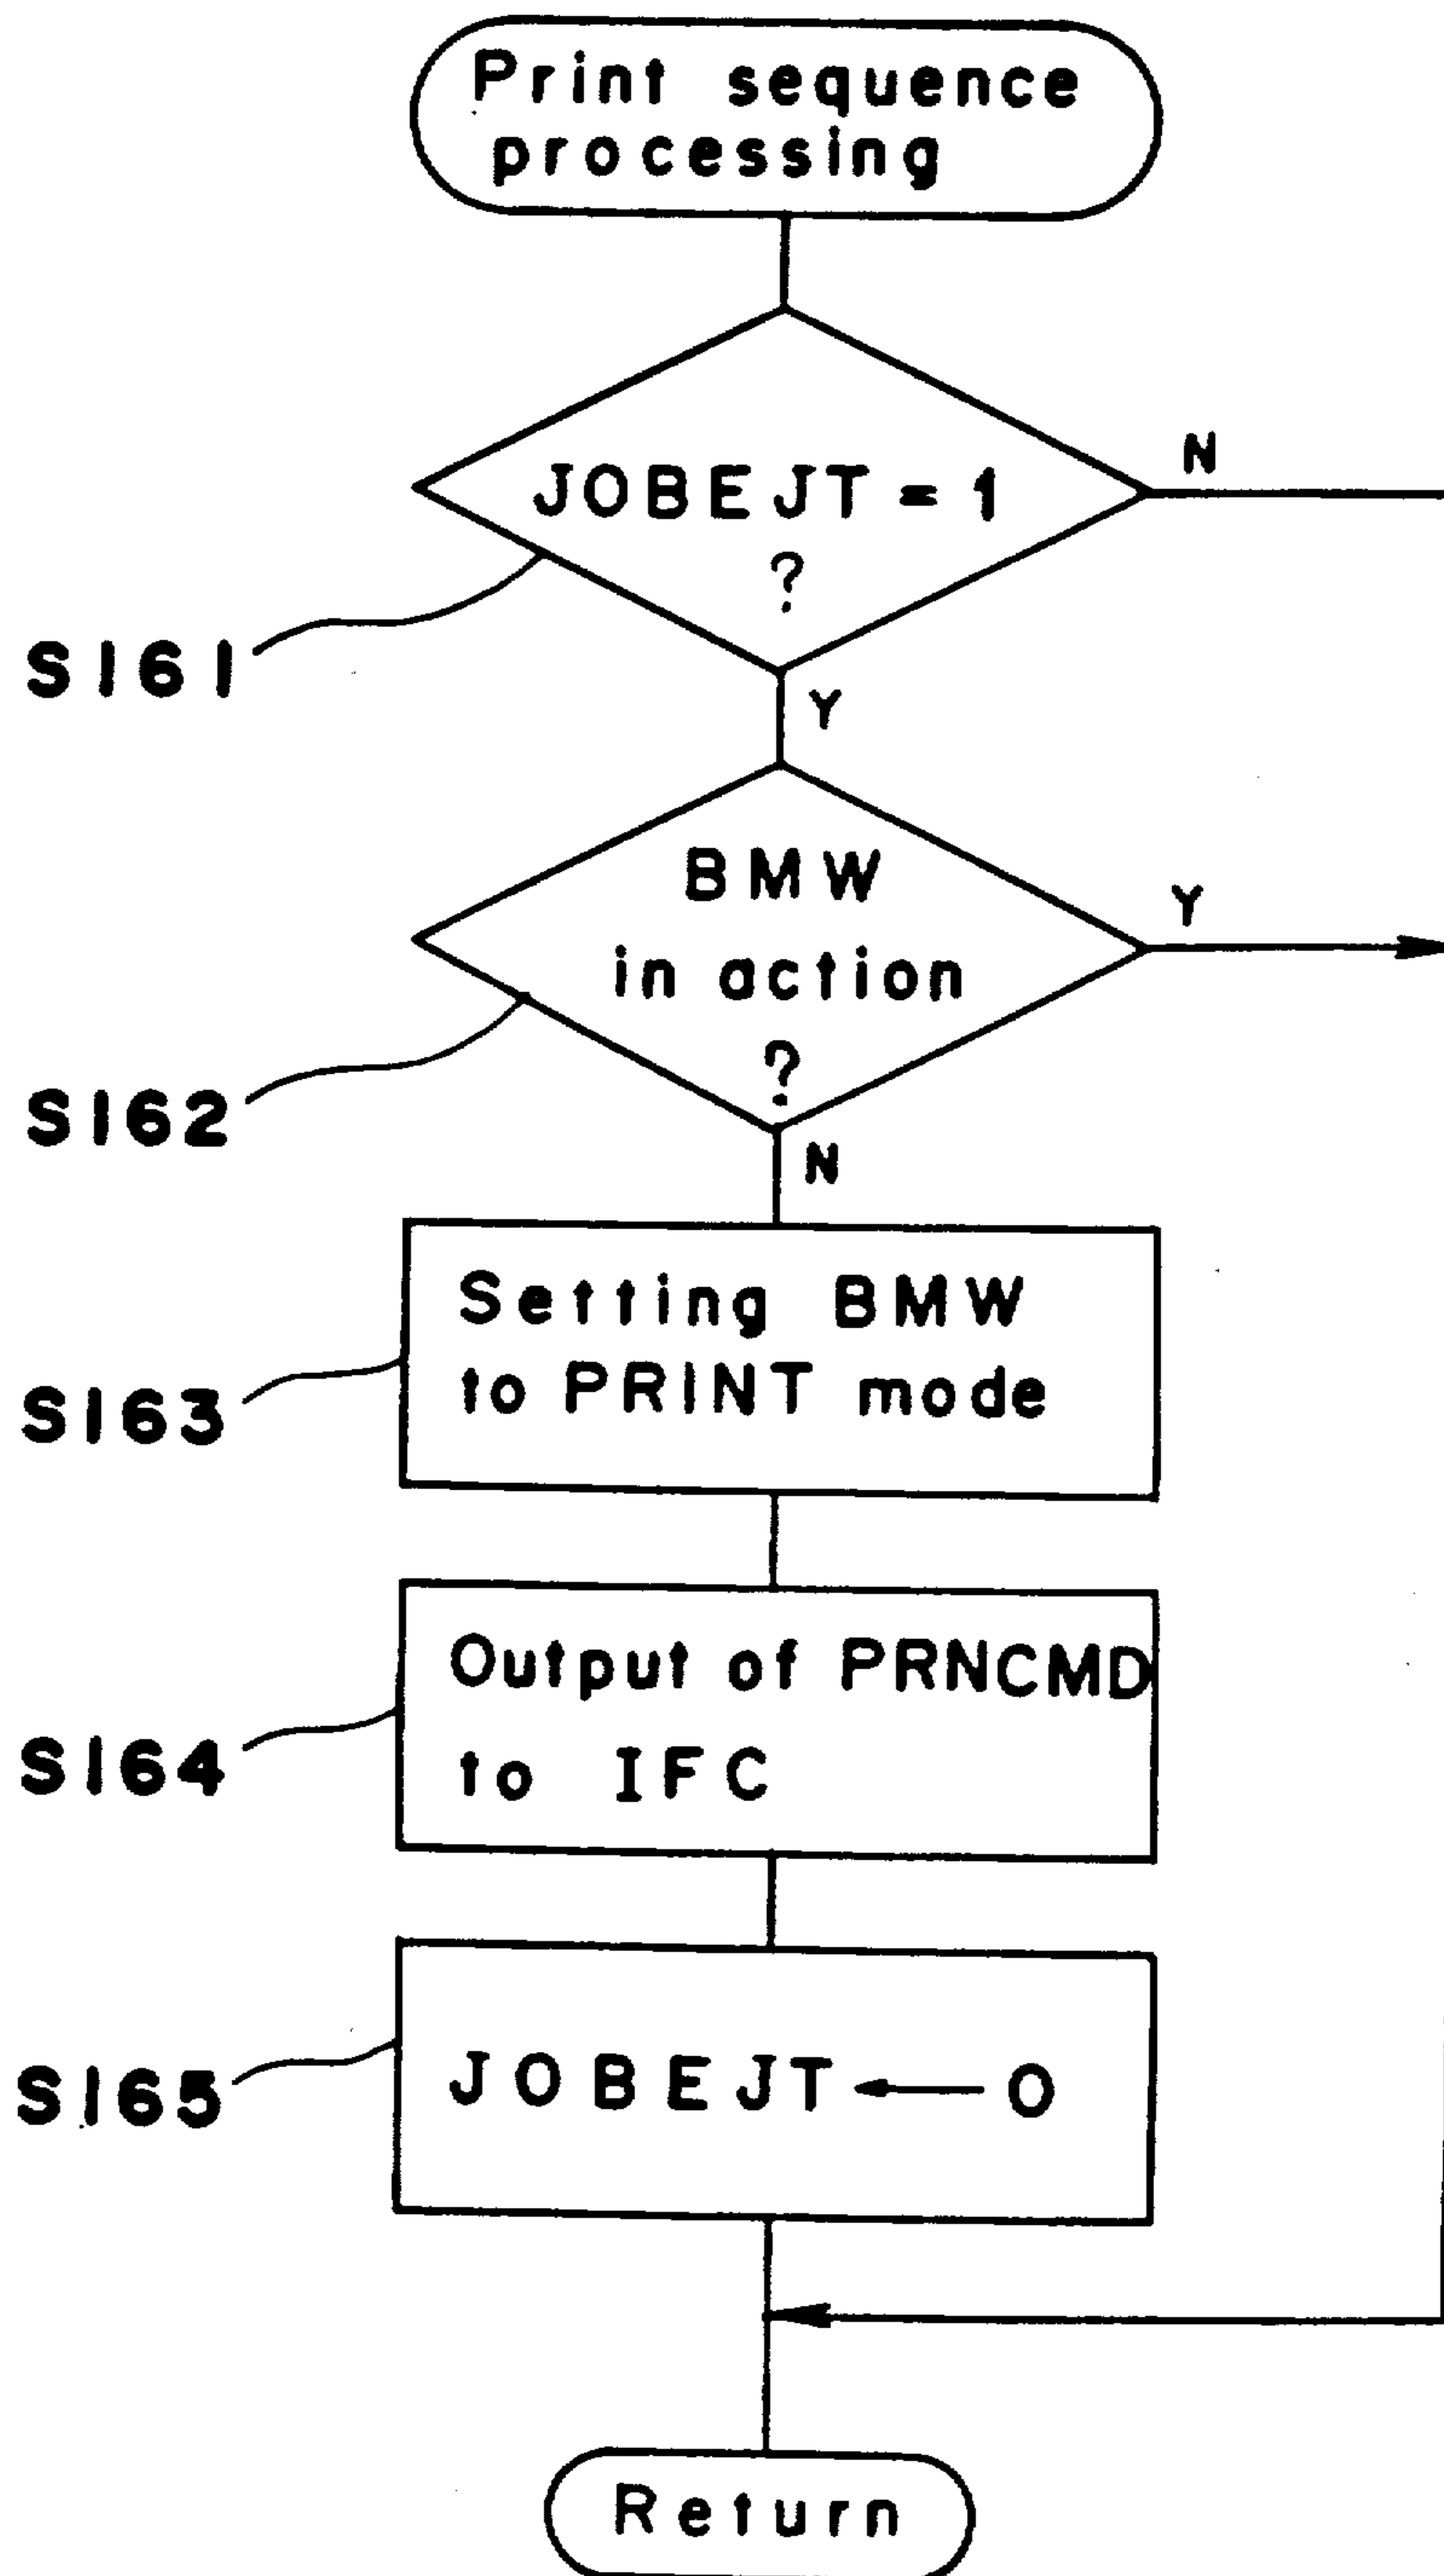 Print sequence
processing
JOBEJT = 1
?
N
S161
Y
BMW
in action
?
Y
S162
N
Setting BMW
to PRINT mode
S163
Output of PRNCMD
to IFC
S164
JOBEJT ← 0
S165
Return